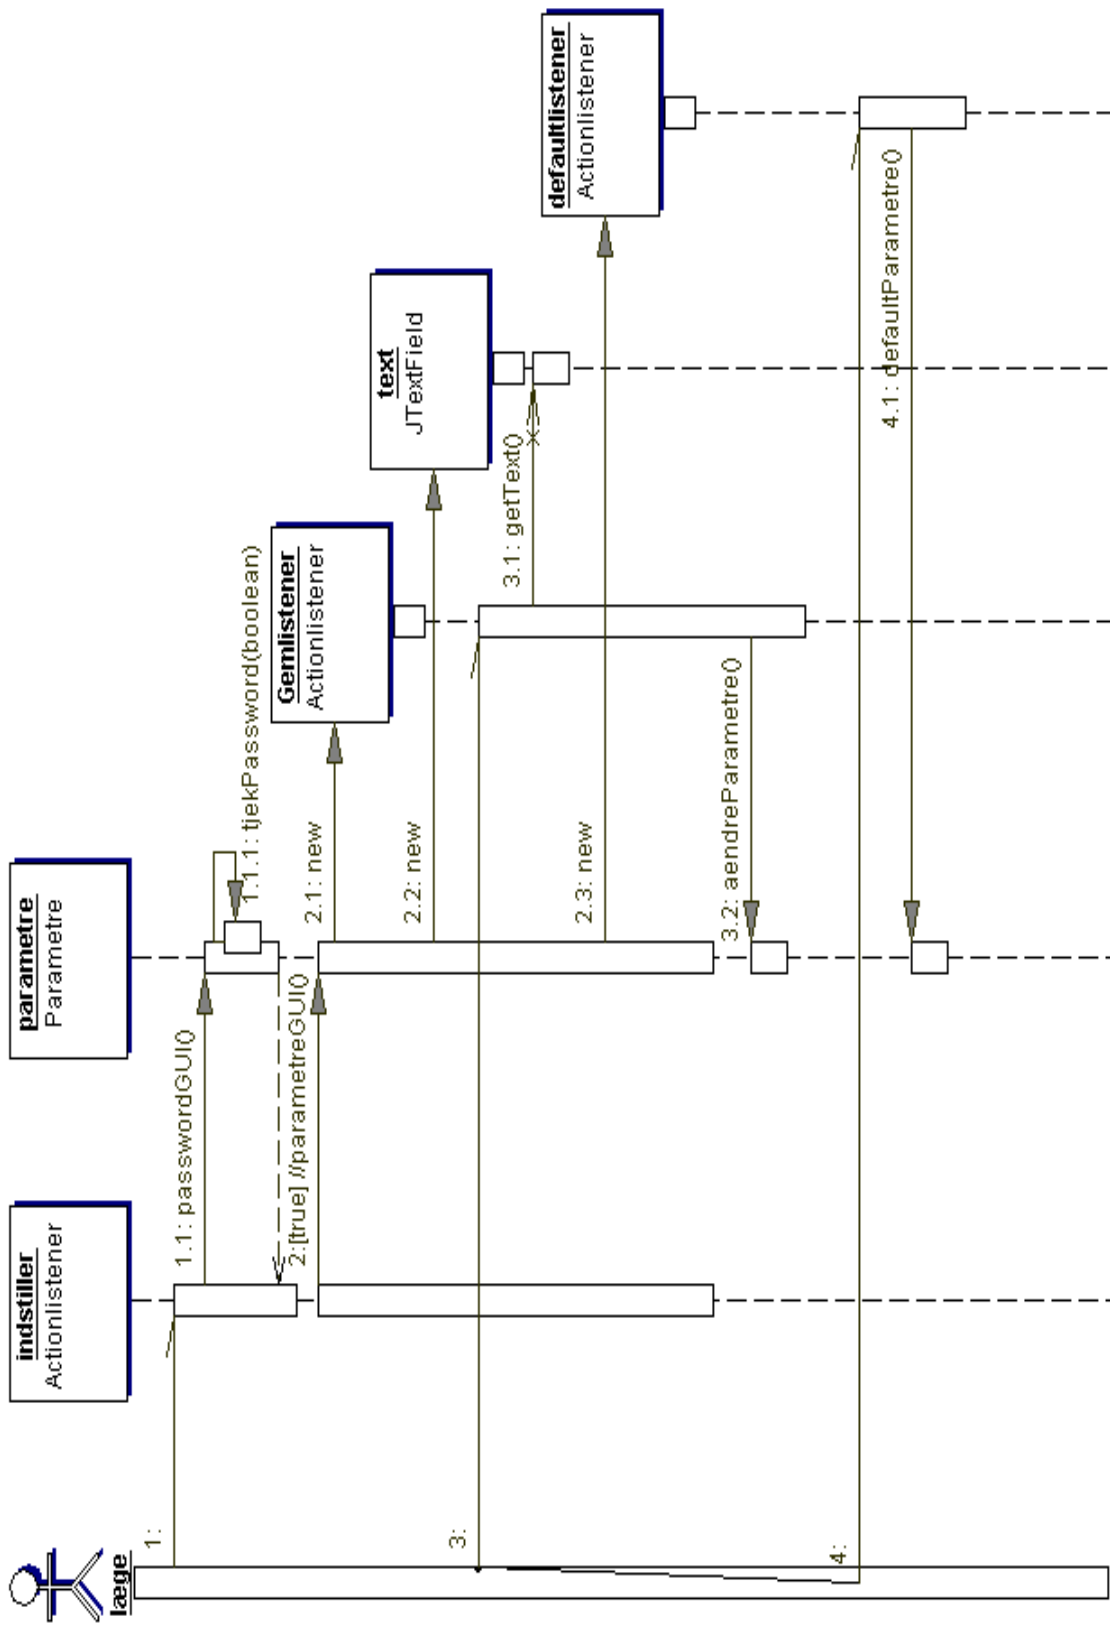 læge
indstiller
Actionlistener
parametre
Parametre
1:
1.1: passwordGUI()
1.1.1: tjekPassword(boolean)
Gemlistener
Actionlistener
2:[true] //parametreGUI()
2.1: new
text
JTextField
2.2: new
3:
3.1: getText()
defaultlistener
Actionlistener
2.3: new
3.2: aendreParametre()
4:
4.1: defaultParametre()